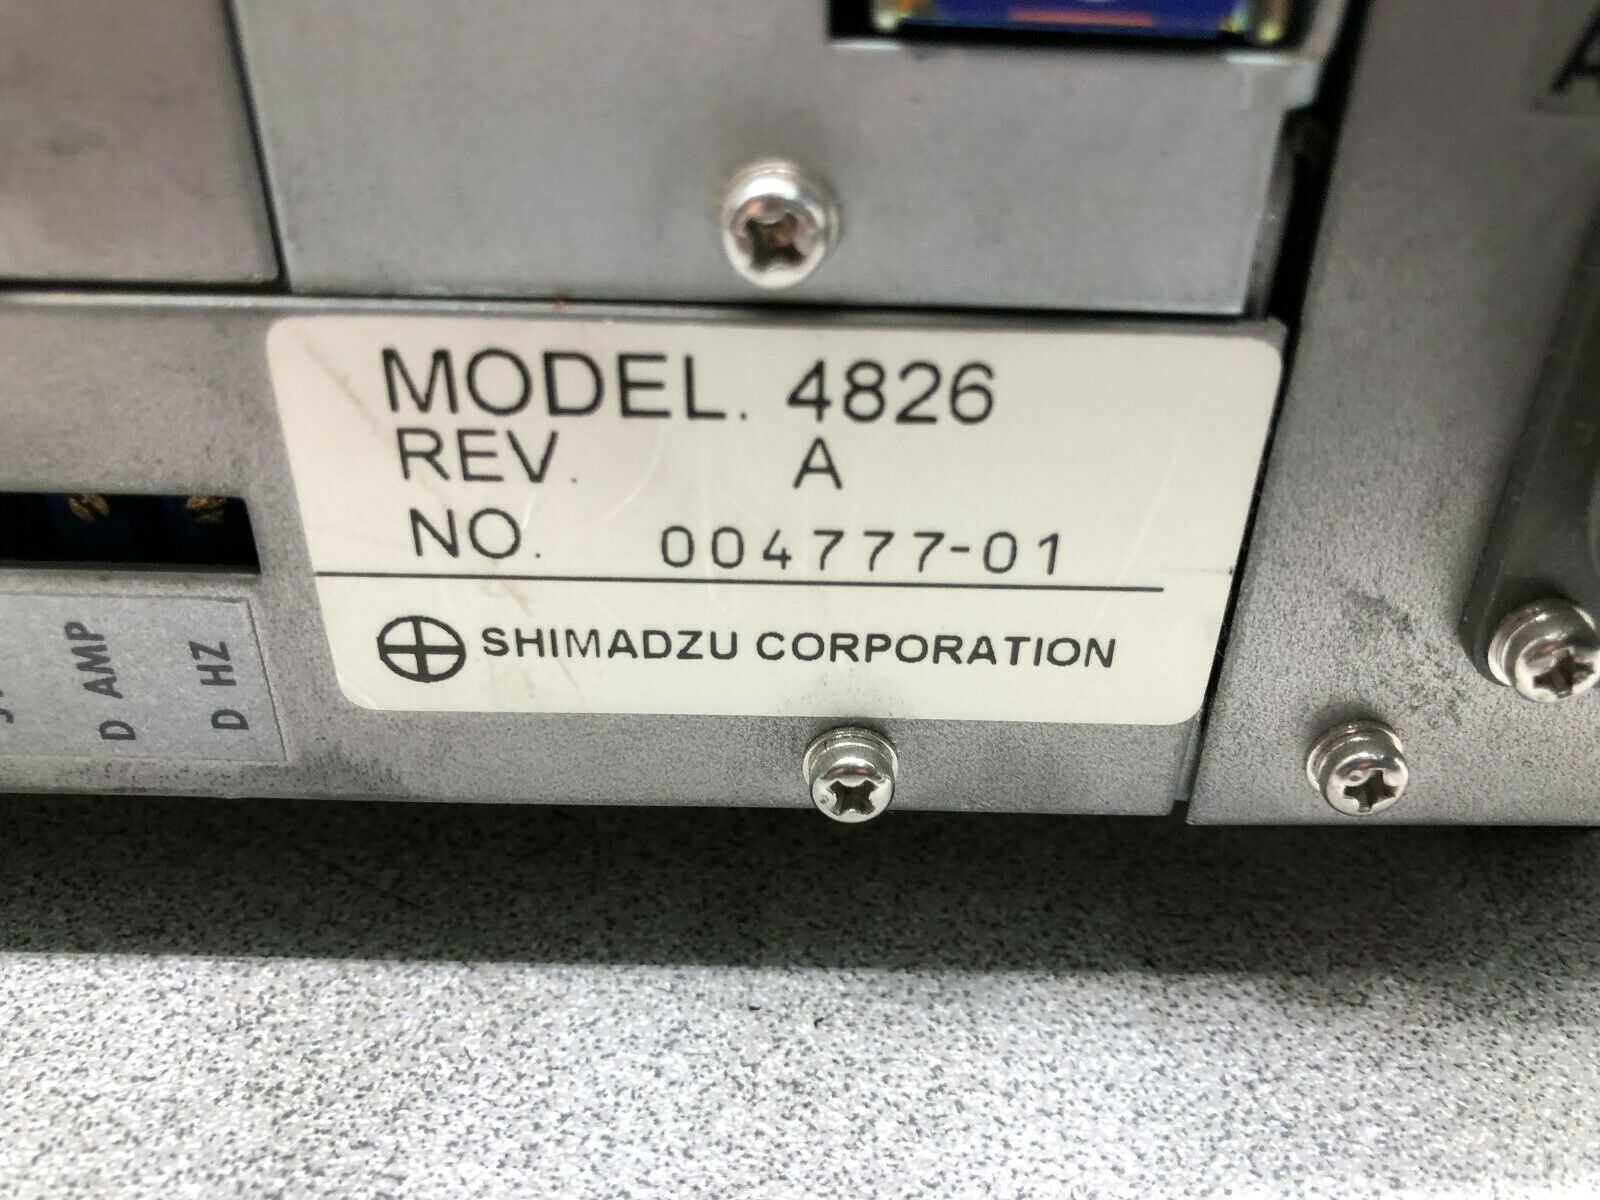 MODEL. 4826
REV. A
NO. 004777-01
SHIMADZU CORPORATION
D AMP
D HZ